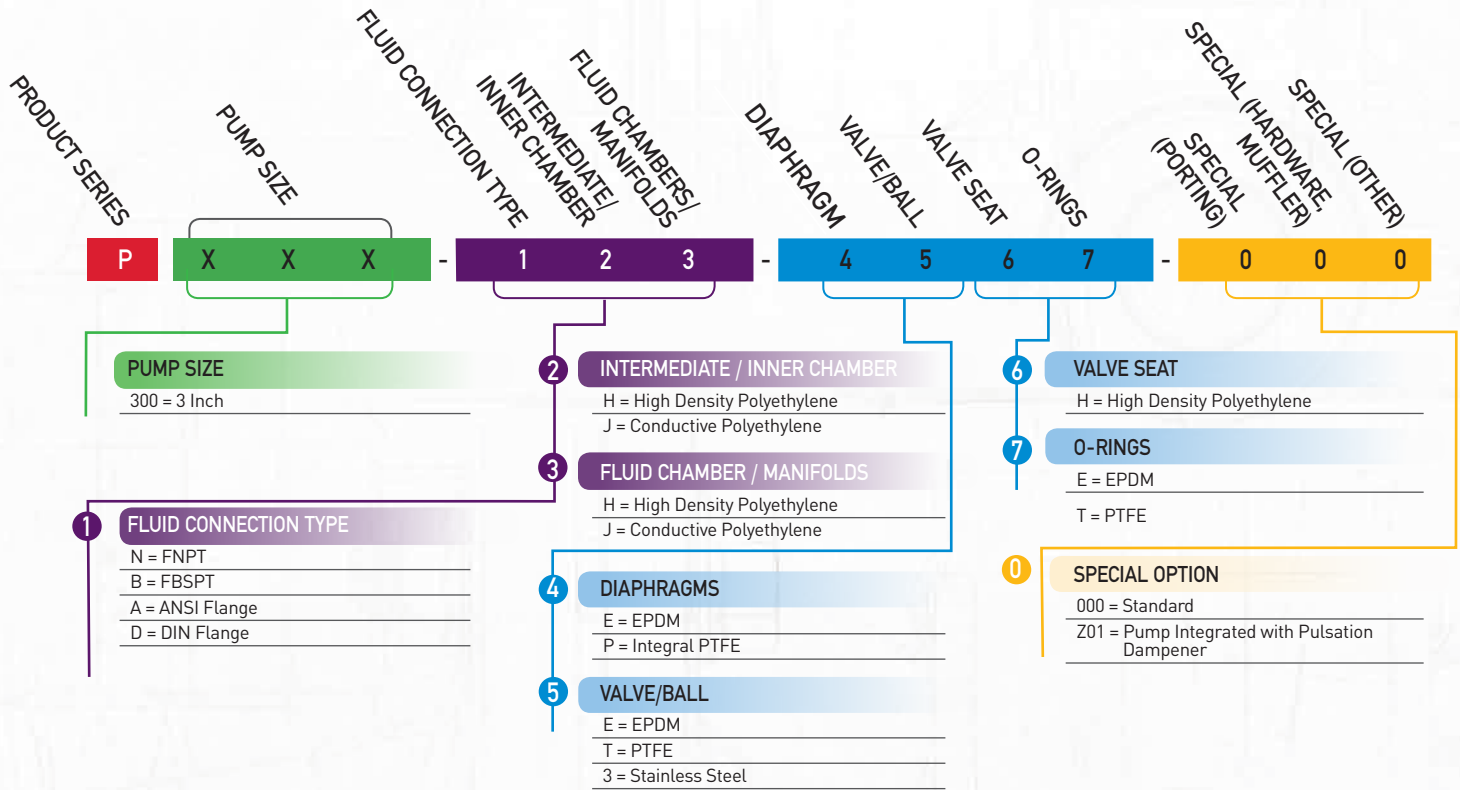 PRODUCT SERIES
PUMP SIZE
FLUID CONNECTION TYPE
INTERMEDIATE/
INNER CHAMBER
FLUID CHAMBERS/
MANIFOLDS
DIAPHRAGM
VALVE/BALL
VALVE SEAT
O-RINGS
SPECIAL
(PORTING)
SPECIAL (HARDWARE,
MUFFLER)
SPECIAL (OTHER)
P X X X - 1 2 3 - 4 5 6 7 - 0 0 0
PUMP SIZE
300 = 3 Inch
1 FLUID CONNECTION TYPE
N = FNPT
B = FBSPT
A = ANSI Flange
D = DIN Flange
2 INTERMEDIATE / INNER CHAMBER
H = High Density Polyethylene
J = Conductive Polyethylene
3 FLUID CHAMBER / MANIFOLDS
H = High Density Polyethylene
J = Conductive Polyethylene
4 DIAPHRAGMS
E = EPDM
P = Integral PTFE
5 VALVE/BALL
E = EPDM
T = PTFE
3 = Stainless Steel
6 VALVE SEAT
H = High Density Polyethylene
7 O-RINGS
E = EPDM
T = PTFE
0 SPECIAL OPTION
000 = Standard
Z01 = Pump Integrated with Pulsation
Dampener